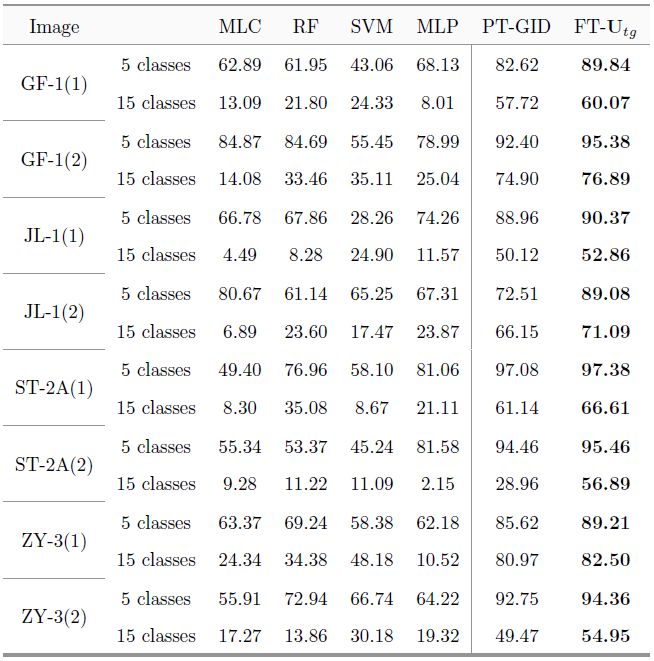 Image MLC RF SVM MLP PT-GID FT-U_tg
GF-1(1)
5 classes 62.89 61.95 43.06 68.13 82.62 89.84
15 classes 13.09 21.80 24.33 8.01 57.72 60.07
GF-1(2)
5 classes 84.87 84.69 55.45 78.99 92.40 95.38
15 classes 14.08 33.46 35.11 25.04 74.90 76.89
JL-1(1)
5 classes 66.78 67.86 28.26 74.26 88.96 90.37
15 classes 4.49 8.28 24.90 11.57 50.12 52.86
JL-1(2)
5 classes 80.67 61.14 65.25 67.31 72.51 89.08
15 classes 6.89 23.60 17.47 23.87 66.15 71.09
ST-2A(1)
5 classes 49.40 76.96 58.10 81.06 97.08 97.38
15 classes 8.30 35.08 8.67 21.11 61.14 66.61
ST-2A(2)
5 classes 55.34 53.37 45.24 81.58 94.46 95.46
15 classes 9.28 11.22 11.09 2.15 28.96 56.89
ZY-3(1)
5 classes 63.37 69.24 58.38 62.18 85.62 89.21
15 classes 24.34 34.38 48.18 10.52 80.97 82.50
ZY-3(2)
5 classes 55.91 72.94 66.74 64.22 92.75 94.36
15 classes 17.27 13.86 30.18 19.32 49.47 54.95